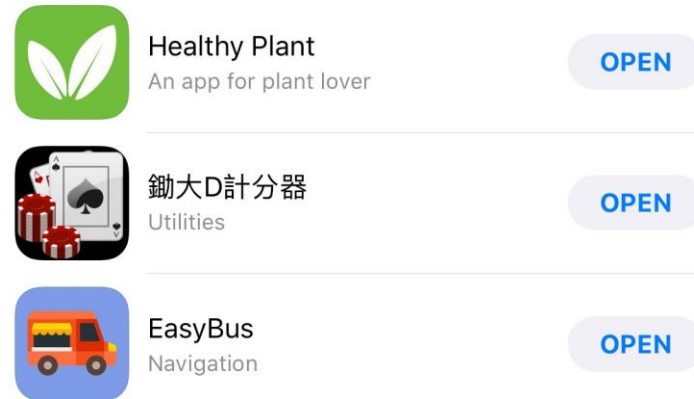 Healthy Plant
An app for plant lover
OPEN
鋤大D計分器
Utilities
OPEN
EasyBus
Navigation
OPEN